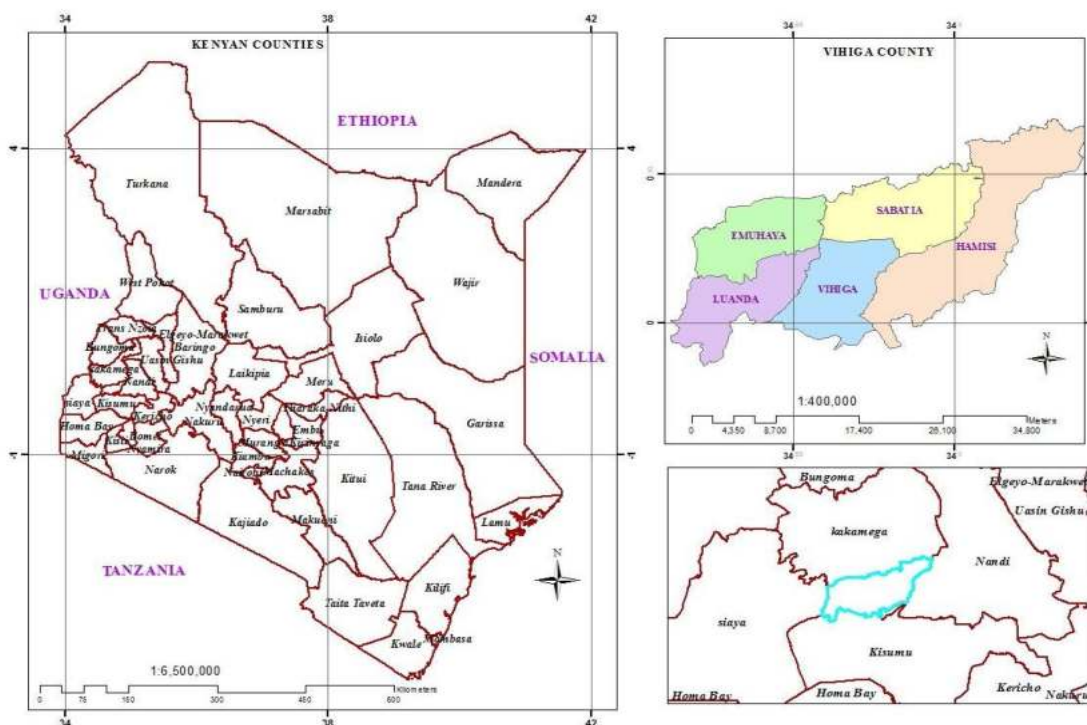 34
38
42
KENYAN COUNTIES
ETHIOPIA
4
4
Turkana
Mandera
Marsabit
Wajir
West Pokot
UGANDA
Samburu
Trans Nzoia
Elgeyo-Marakwet
Bungoma
Baringo
Isiolo
Uasin Gishu
SOMALIA
Kakamega
Laikipia
Nandi
Meru
siaya
Kisumu
Nyandarua
Tharaka Nithi
Kericho
Nakuru
Nyeri
Garissa
Homa Bay
Embu
Bomet
Muranga
Kirinyaga
Kisii
Nyamira
Migori
Kiambu
-1
-1
Narok
Nairobi
Machakos
Kitui
Tana River
Kajiado
Makueni
Lamu
N
TANZANIA
Kilifi
Taita Taveta
Kwale
Mombasa
1:6,500,000
Kilometers
0 75 150 300 450 600
34
38
42
VIHIGA COUNTY
SABATIA
EMUHAYA
HAMISI
LUANDA
VIHIGA
0
0
N
1:400,000
Meters
0 4,350 8,700 17,400 26,100 34,800
Bungoma
Elgeyo-Marakwet
Uasin Gishu
kakamega
Nandi
siaya
Kisumu
Kericho
Homa Bay
Homa Bay
Nakuru